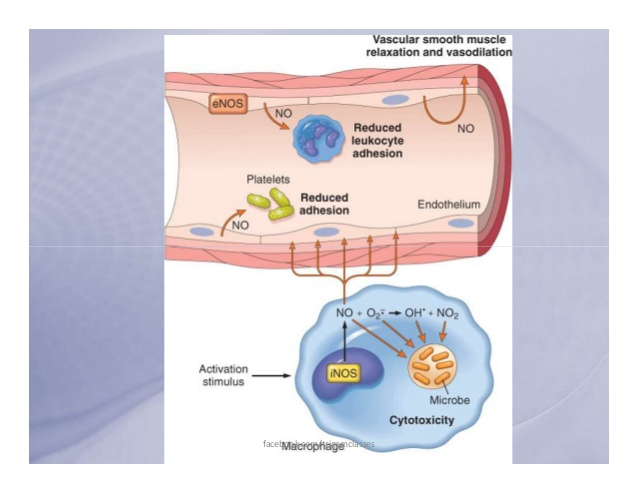 Vascular smooth muscle
relaxation and vasodilation
eNOS
NO
NO
Reduced
leukocyte
adhesion
Platelets
Reduced
adhesion
Endothelium
NO
NO + O₂⁻ → OH• + NO₂
Activation
stimulus
iNOS
Microbe
Cytotoxicity
Macrophage